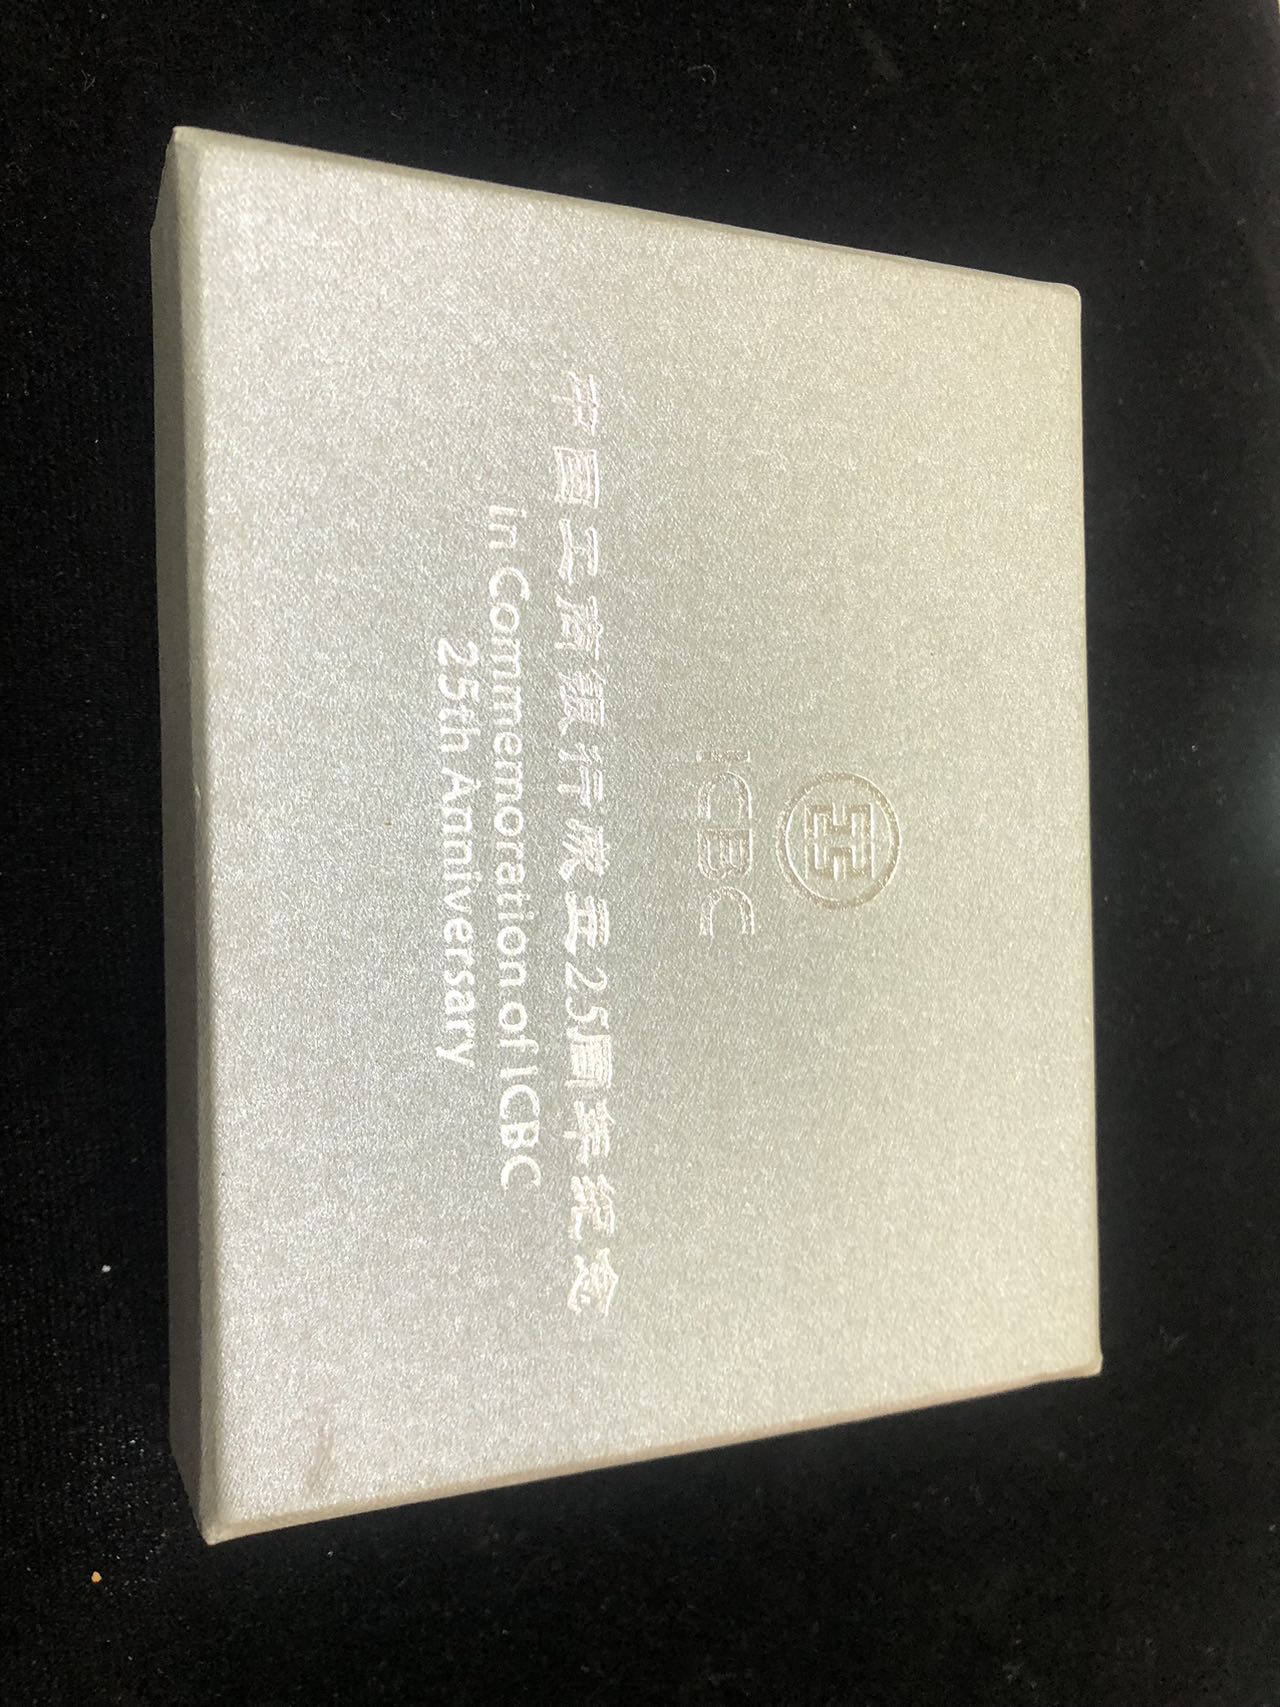 ICBC
中国工商银行成立25周年纪念
in Commemoration of ICBC
25th Anniversary